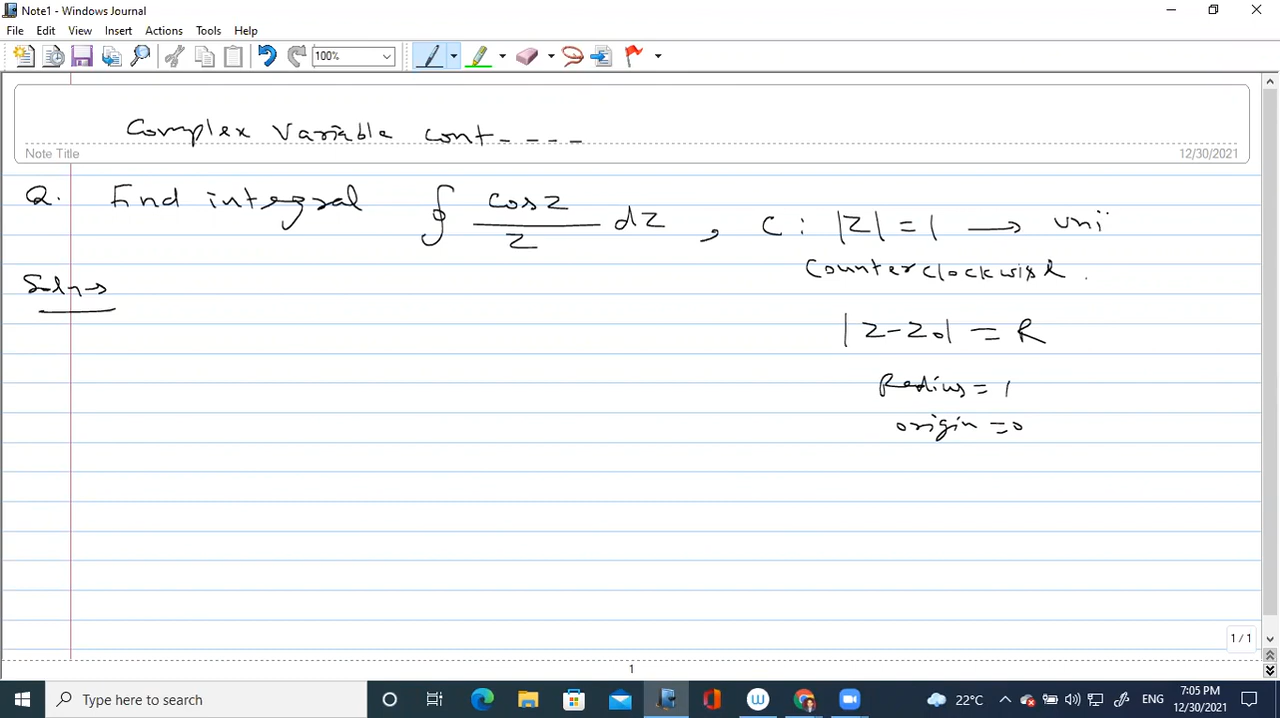 Note1 - Windows Journal
File Edit View Insert Actions Tools Help
100%
Complex Variable cont- - - -
Note Title
12/30/2021
Q. Find integral ∮ cosz/z dz , C : |z| = 1 → uni
Counterclockwise .
Soln→
|z-z0| = R
Radius = 1
origin = 0
1 / 1
1
Type here to search
22°C
ENG
7:05 PM
12/30/2021